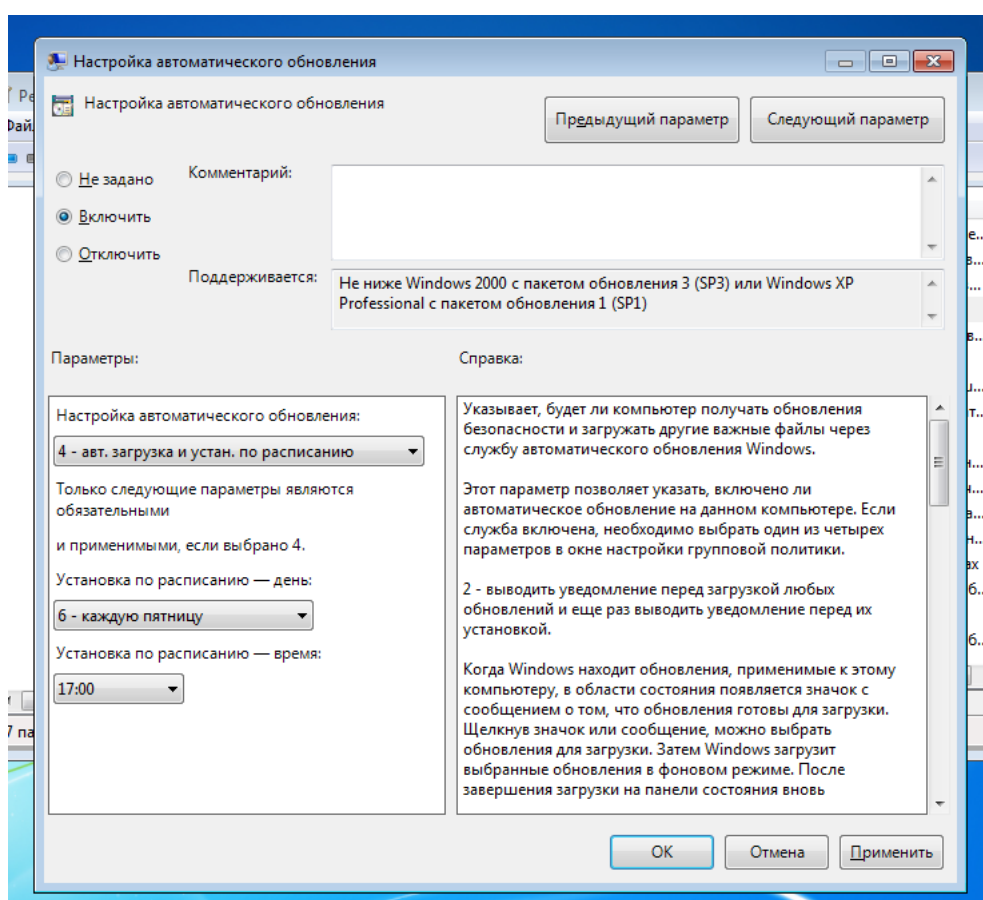 Настройка автоматического обновления
Настройка автоматического обновления
Предыдущий параметр
Следующий параметр
Не задано
Включить
Отключить
Комментарий:
Поддерживается:
Не ниже Windows 2000 с пакетом обновления 3 (SP3) или Windows XP
Professional с пакетом обновления 1 (SP1)
Параметры:
Справка:
Настройка автоматического обновления:
4 - авт. загрузка и устан. по расписанию
Только следующие параметры являются
обязательными
и применимыми, если выбрано 4.
Установка по расписанию — день:
6 - каждую пятницу
Установка по расписанию — время:
17:00
Указывает, будет ли компьютер получать обновления
безопасности и загружать другие важные файлы через
службу автоматического обновления Windows.
Этот параметр позволяет указать, включено ли
автоматическое обновление на данном компьютере. Если
служба включена, необходимо выбрать один из четырех
параметров в окне настройки групповой политики.
2 - выводить уведомление перед загрузкой любых
обновлений и еще раз выводить уведомление перед их
установкой.
Когда Windows находит обновления, применимые к этому
компьютеру, в области состояния появляется значок с
сообщением о том, что обновления готовы для загрузки.
Щелкнув значок или сообщение, можно выбрать
обновления для загрузки. Затем Windows загрузит
выбранные обновления в фоновом режиме. После
завершения загрузки на панели состояния вновь
ОК
Отмена
Применить